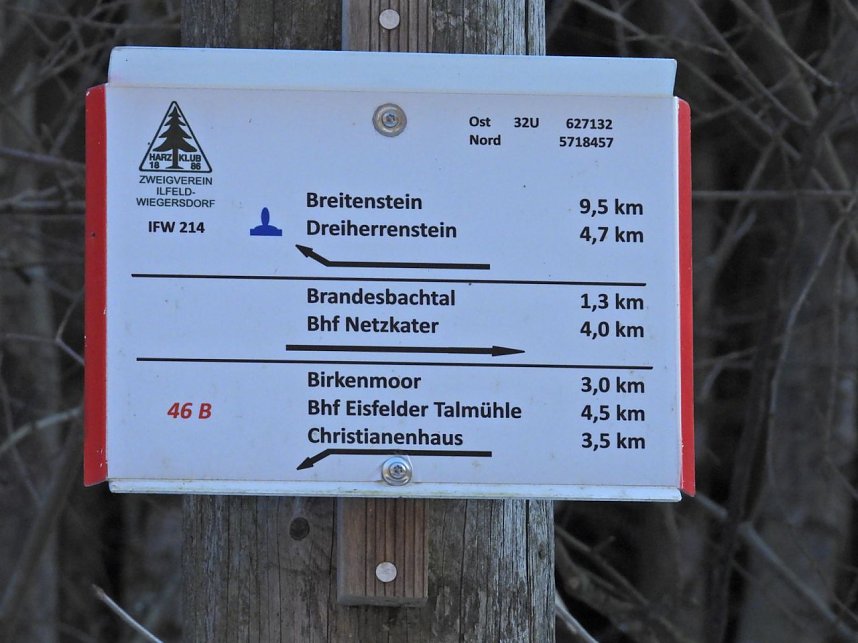 HARZ KLUB
18 86
ZWEIGVEREIN
ILFELD-
WIEGERSDORF
IFW 214
Ost 32U 627132
Nord 5718457
Breitenstein 9,5 km
Dreiherrenstein 4,7 km
Brandesbachtal 1,3 km
Bhf Netzkater 4,0 km
46 B
Birkenmoor 3,0 km
Bhf Eisfelder Talmühle 4,5 km
Christianenhaus 3,5 km